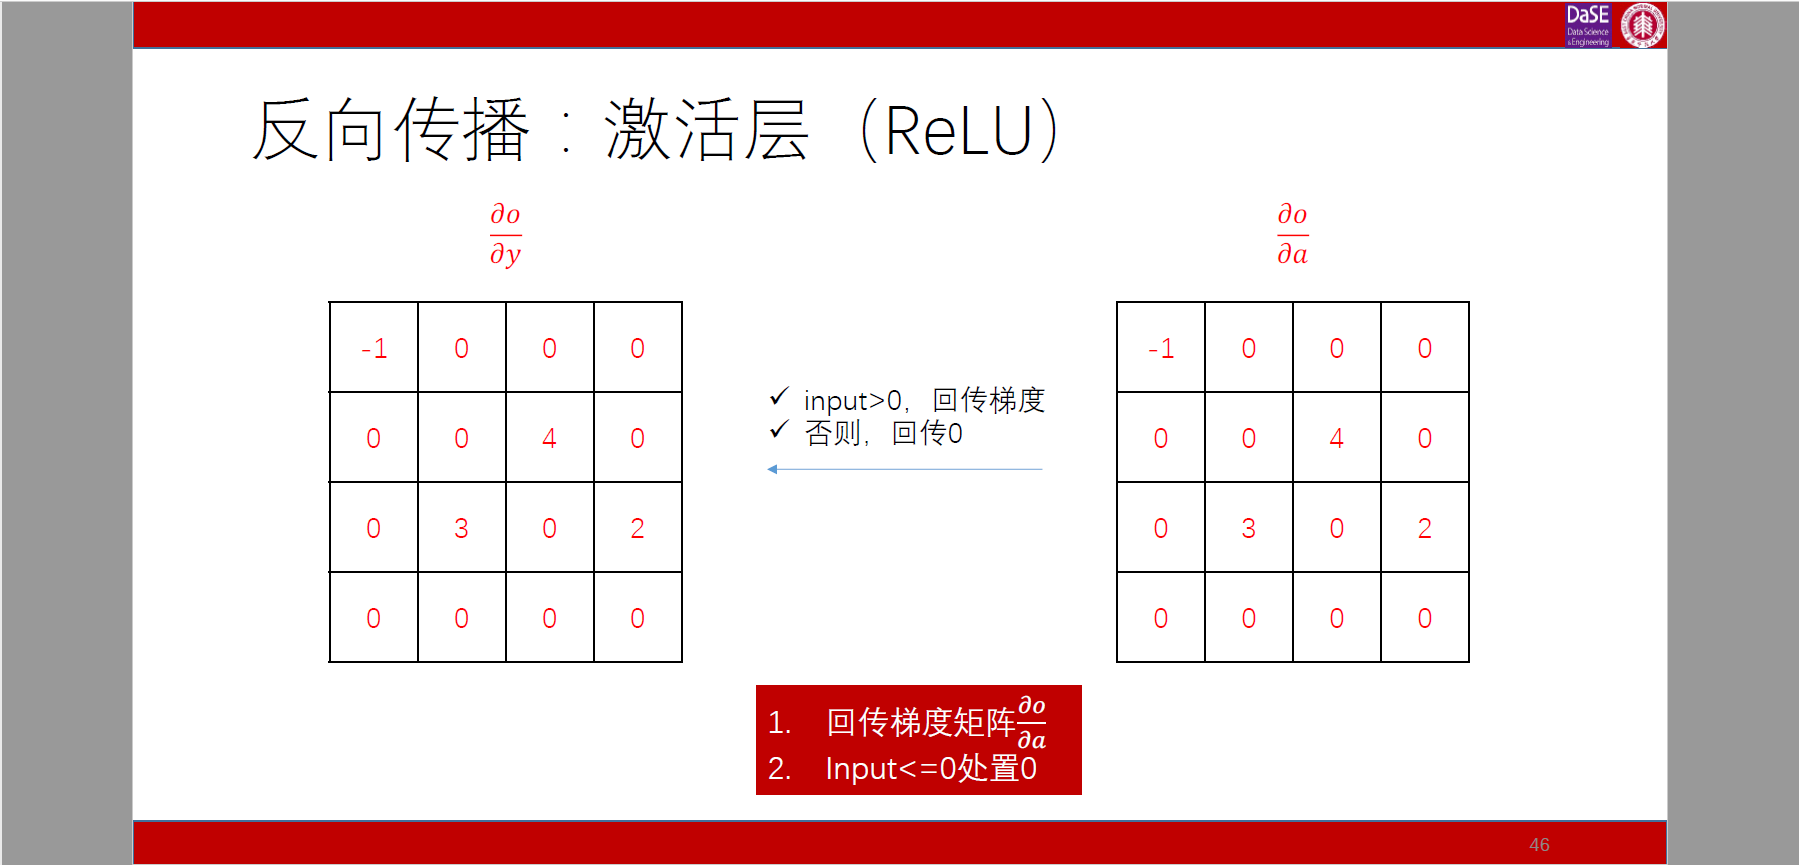 DaSE
Data Science
& Engineering
反向传播：激活层（ReLU）
∂o/∂y
∂o/∂a
-1 0 0 0
0 0 4 0
0 3 0 2
0 0 0 0
✓ input>0，回传梯度
✓ 否则，回传0
-1 0 0 0
0 0 4 0
0 3 0 2
0 0 0 0
1. 回传梯度矩阵∂o/∂a
2. Input<=0处置0
46